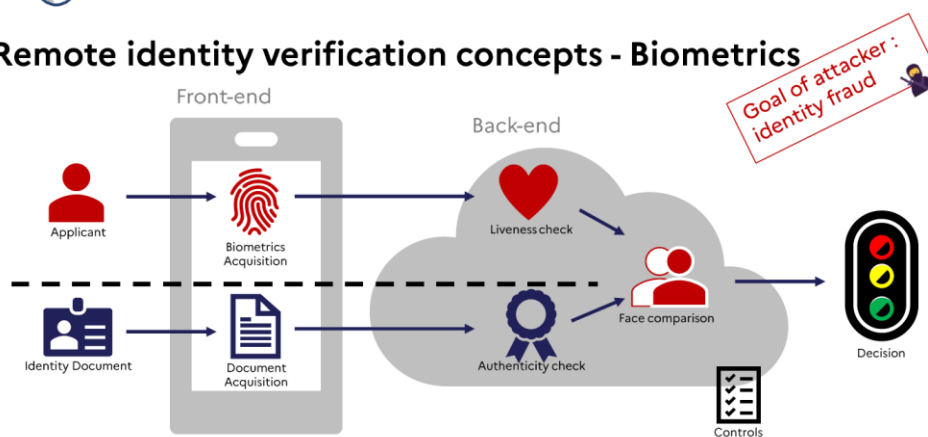 Remote identity verification concepts - Biometrics
Goal of attacker :
identity fraud
Front-end
Back-end
Applicant
Biometrics
Acquisition
Liveness check
Face comparison
Decision
Identity Document
Document
Acquisition
Authenticity check
Controls